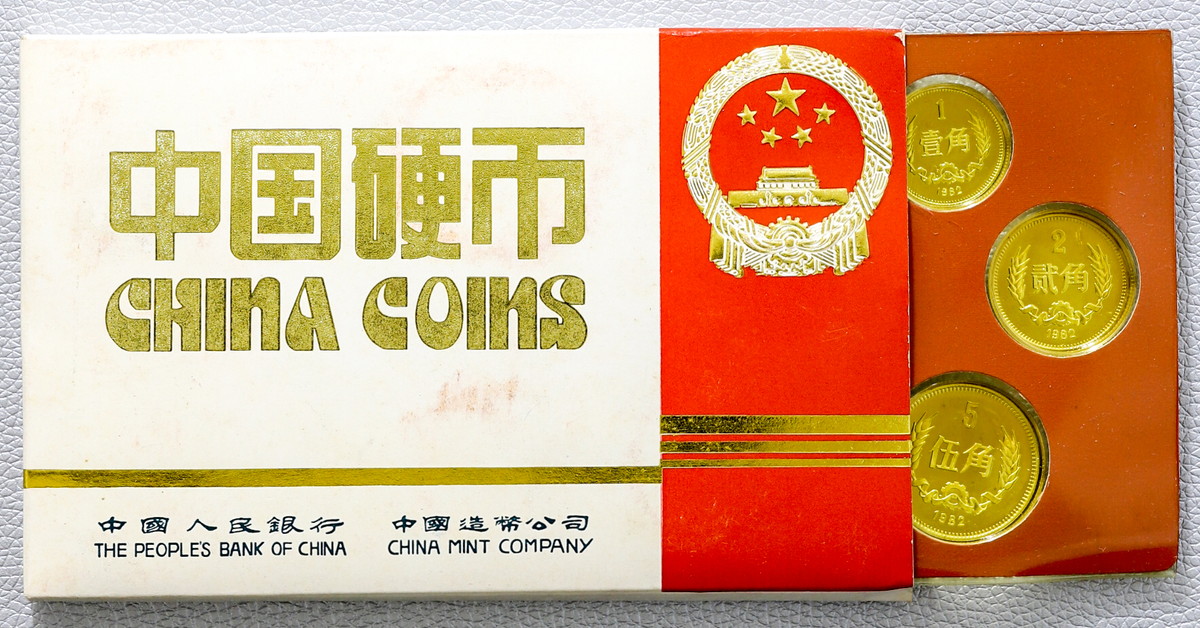 中国硬币
CHINA COINS
中國人民銀行
THE PEOPLE'S BANK OF CHINA
中國造幣公司
CHINA MINT COMPANY
1
壹角
1982
2
贰角
1982
5
伍角
1982